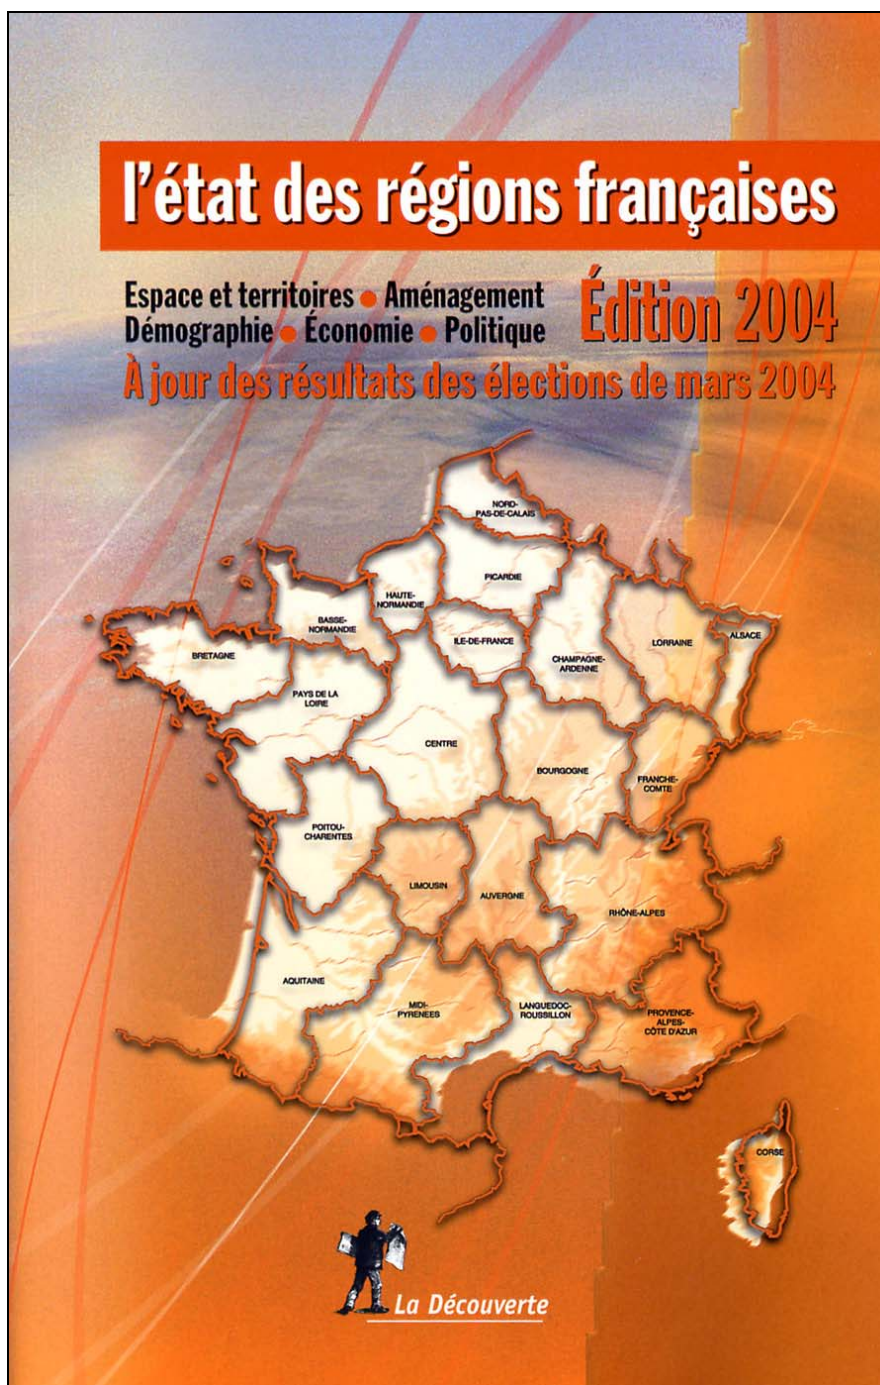 l'état des régions françaises
Espace et territoires • Aménagement
Démographie • Économie • Politique
Édition 2004
À jour des résultats des élections de mars 2004
NORD-
PAS-DE-CALAIS
PICARDIE
HAUTE-
NORMANDIE
BASSE-
NORMANDIE
ILE-DE-FRANCE
CHAMPAGNE-
ARDENNE
LORRAINE
ALSACE
BRETAGNE
PAYS DE LA
LOIRE
CENTRE
BOURGOGNE
FRANCHE-
COMTE
POITOU-
CHARENTES
LIMOUSIN
AUVERGNE
RHÔNE-ALPES
AQUITAINE
MIDI-
PYRENEES
LANGUEDOC-
ROUSSILLON
PROVENCE-
ALPES-
CÔTE D'AZUR
CORSE
La Découverte